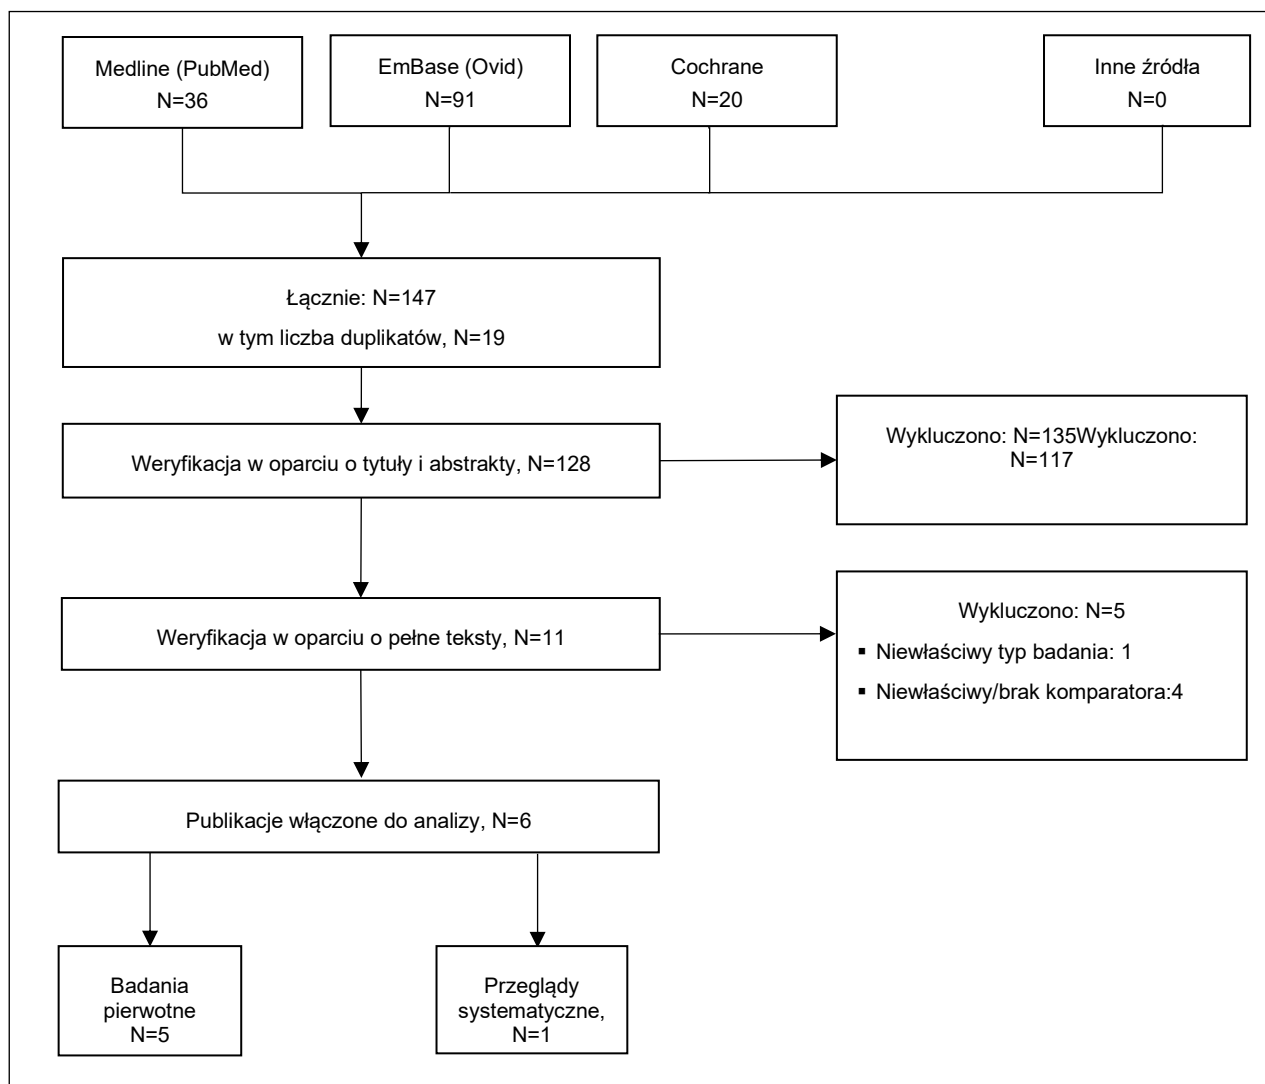 Medline (PubMed)
N=36
EmBase (Ovid)
N=91
Cochrane
N=20
Inne źródła
N=0
Łącznie: N=147
w tym liczba duplikatów, N=19
Weryfikacja w oparciu o tytuły i abstrakty, N=128
Wykluczono: N=135Wykluczono:
N=117
Weryfikacja w oparciu o pełne teksty, N=11
Wykluczono: N=5
▪ Niewłaściwy typ badania: 1
▪ Niewłaściwy/brak komparatora:4
Publikacje włączone do analizy, N=6
Badania
pierwotne
N=5
Przeglądy
systematyczne,
N=1